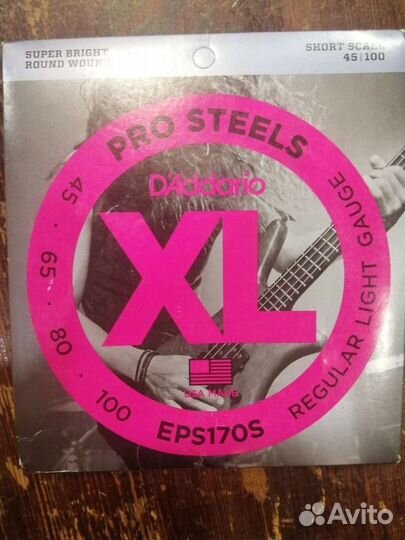 SUPER BRIGHT
ROUND WOUND
SHORT SCALE
45|100
PRO STEELS
D'Addario
XL
USA MADE
45 · 65 · 80 · 100
EPS170S
REGULAR LIGHT GAUGE
Avito